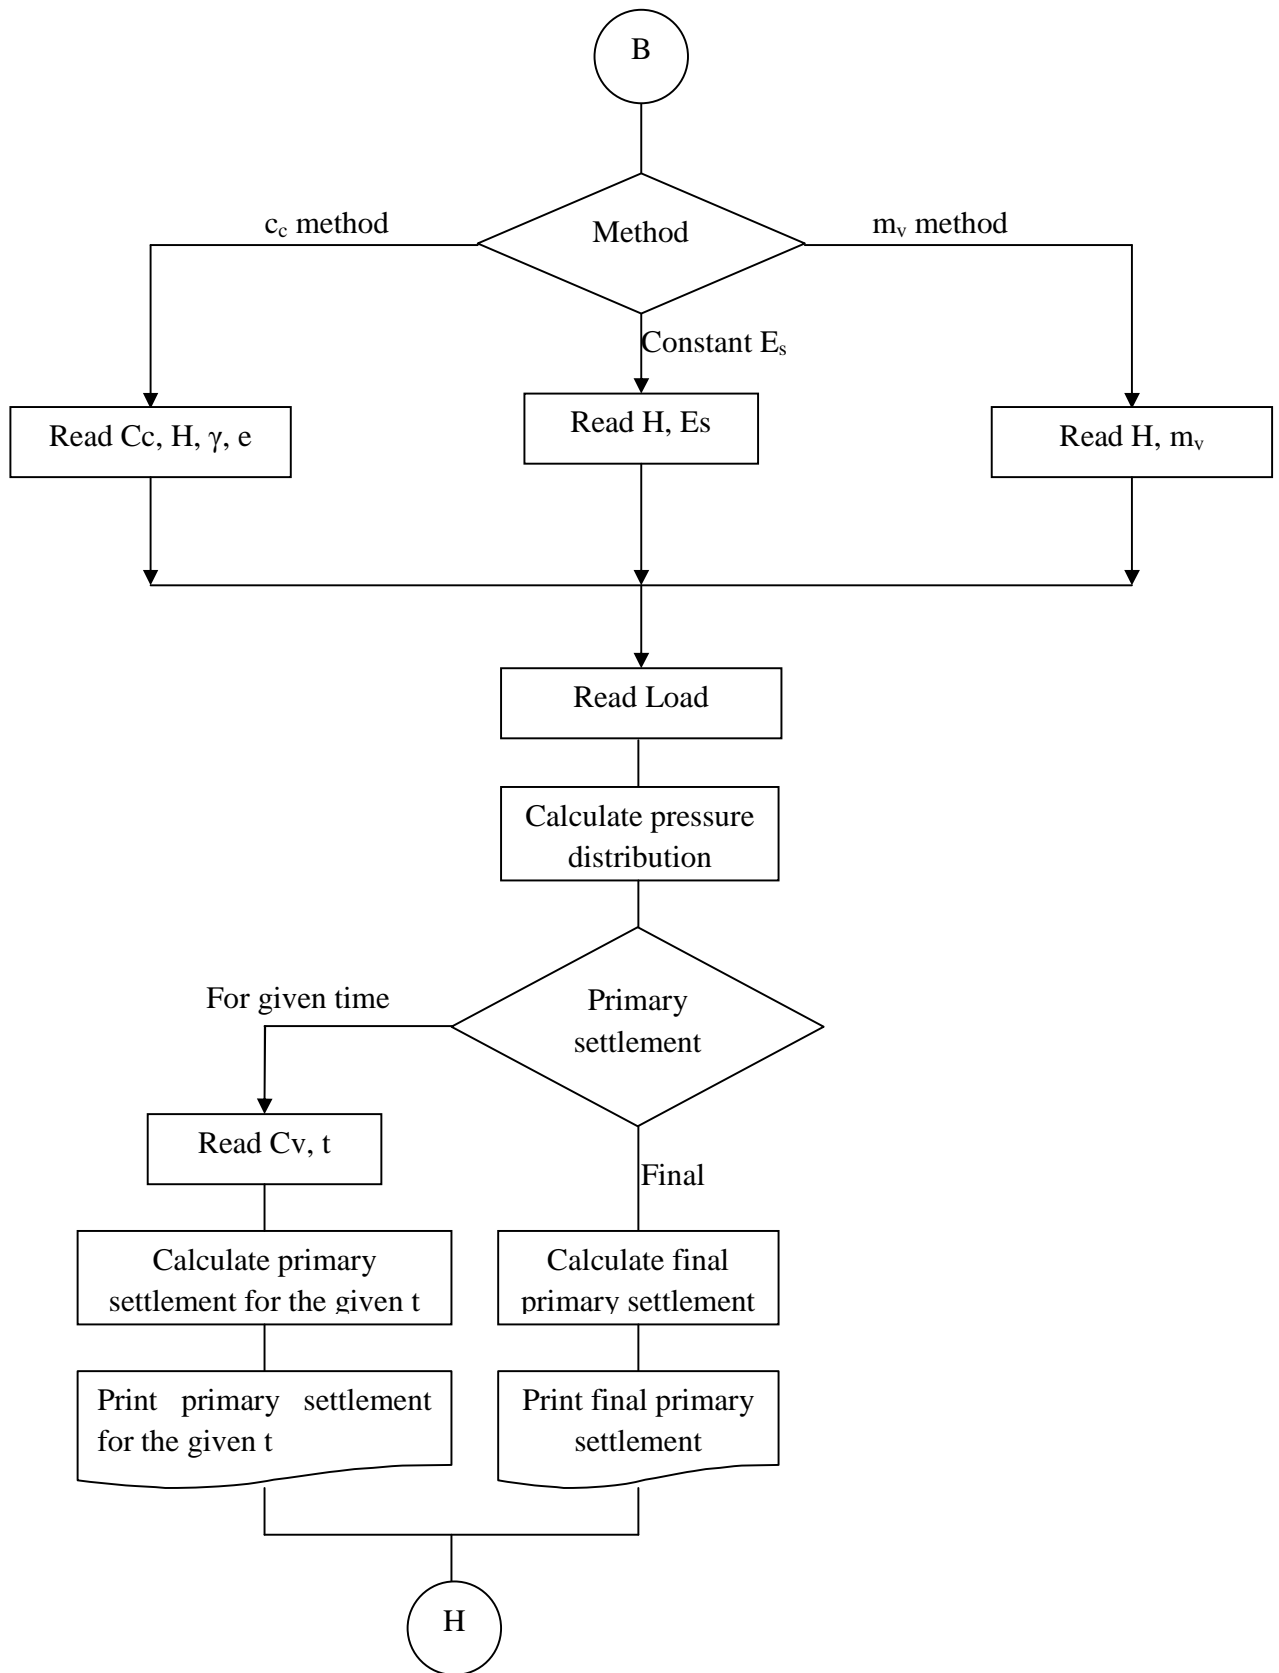 B
Method
c꜀ method
mᵥ method
Constant Eₛ
Read Cc, H, γ, e
Read H, Es
Read H, mᵥ
Read Load
Calculate pressure
distribution
Primary
settlement
For given time
Final
Read Cv, t
Calculate primary
settlement for the given t
Calculate final
primary settlement
Print primary settlement
for the given t
Print final primary
settlement
H